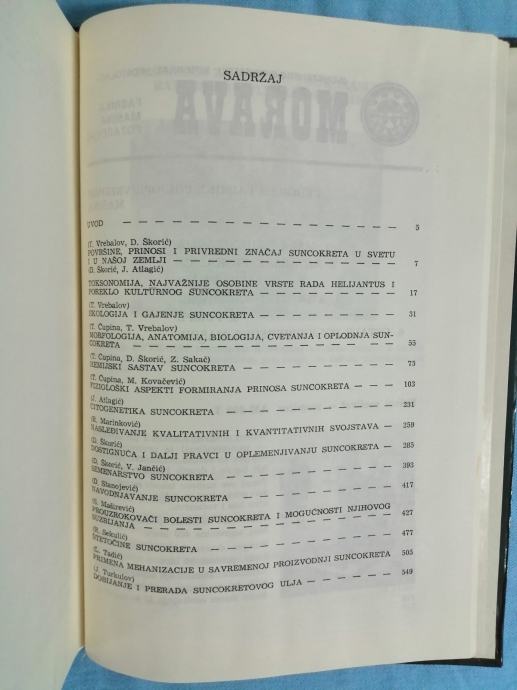 SADRŽAJ
MORAVA
UVOD — — — — — — — — — — — — — — 5
(T. Vrebalov, D. Škorić)
POVRŠINE, PRINOSI I PRIVREDNI ZNAČAJ SUNCOKRETA U SVETU
I U NAŠOJ ZEMLJI — — — — — — — — — — — 7
(D. Škorić, J. Atlagić)
TOKSONOMIJA, NAJVAŽNIJE OSOBINE VRSTE RADA HELIJANTUS I
POREKLO KULTURNOG SUNCOKRETA — — — — — — 17
(T. Vrebalov)
EKOLOGIJA I GAJENJE SUNCOKRETA — — — — — — 31
(T. Ćupina, T. Vrebalov)
MORFOLOGIJA, ANATOMIJA, BIOLOGIJA, CVETANJA I OPLODNJA SUN-
COKRETA — — — — — — — — — — — — — 55
(T. Ćupina, D. Škorić, Z. Sakač)
HEMIJSKI SASTAV SUNCOKRETA — — — — — — — 75
(T. Ćupina, M. Kovačević)
FIZIOLOŠKI ASPEKTI FORMIRANJA PRINOSA SUNCOKRETA — — 103
(J. Atlagić)
CITOGENETIKA SUNCOKRETA — — — — — — — — 231
(R. Marinković)
NASLEĐIVANJE KVALITATIVNIH I KVANTITATIVNIH SVOJSTAVA — 259
(D. Škorić)
DOSTIGNUĆA I DALJI PRAVCI U OPLEMENJIVANJU SUNCOKRETA — 285
(D. Škorić, V. Jančić)
SEMENARSTVO SUNCOKRETA — — — — — — — — 393
(D. Stanojević)
NAVODNJAVANJE SUNCOKRETA — — — — — — — 417
(S. Maširević)
PROUZROKOVAČI BOLESTI SUNCOKRETA I MOGUĆNOSTI NJIHOVOG
SUZBIJANJA — — — — — — — — — — — — 427
(R. Sekulić)
ŠTETOČINE SUNCOKRETA — — — — — — — — — 477
(L. Tadić)
PRIMENA MEHANIZACIJE U SAVREMENOJ PROIZVODNJI SUNCOKRETA 505
(J. Turkulov)
DOBIJANJE I PRERADA SUNCOKRETOVOG ULJA — — — — 549